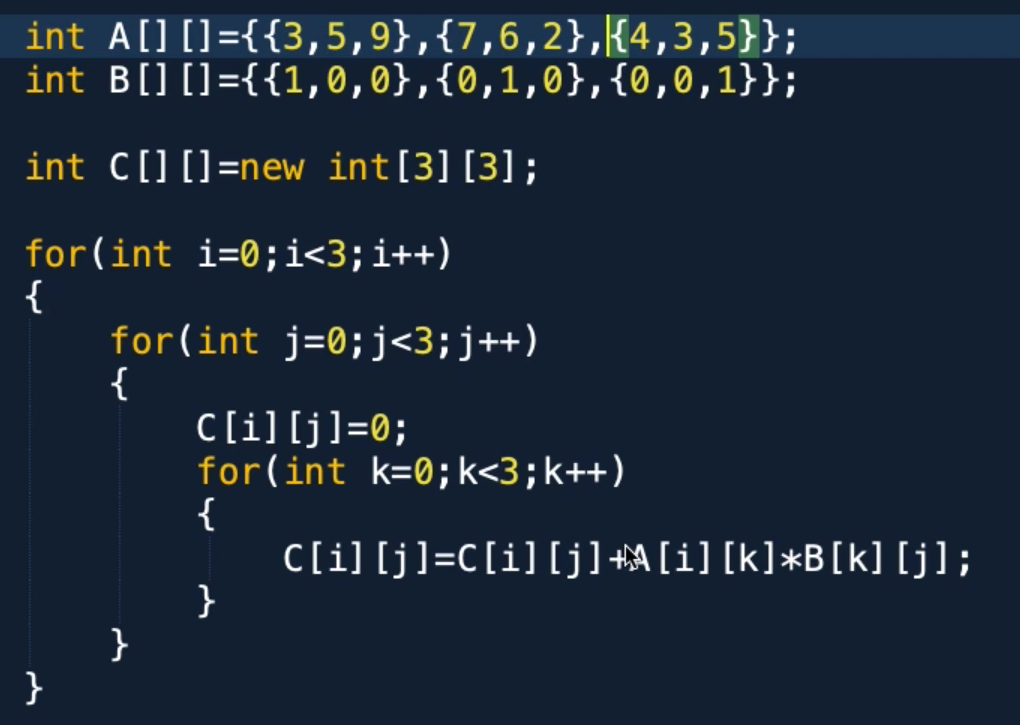 int A[][]={{3,5,9},{7,6,2},{4,3,5}};
int B[][]={{1,0,0},{0,1,0},{0,0,1}};
int C[][]=new int[3][3];
for(int i=0;i<3;i++)
{
for(int j=0;j<3;j++)
{
C[i][j]=0;
for(int k=0;k<3;k++)
{
C[i][j]=C[i][j]+A[i][k]*B[k][j];
}
}
}